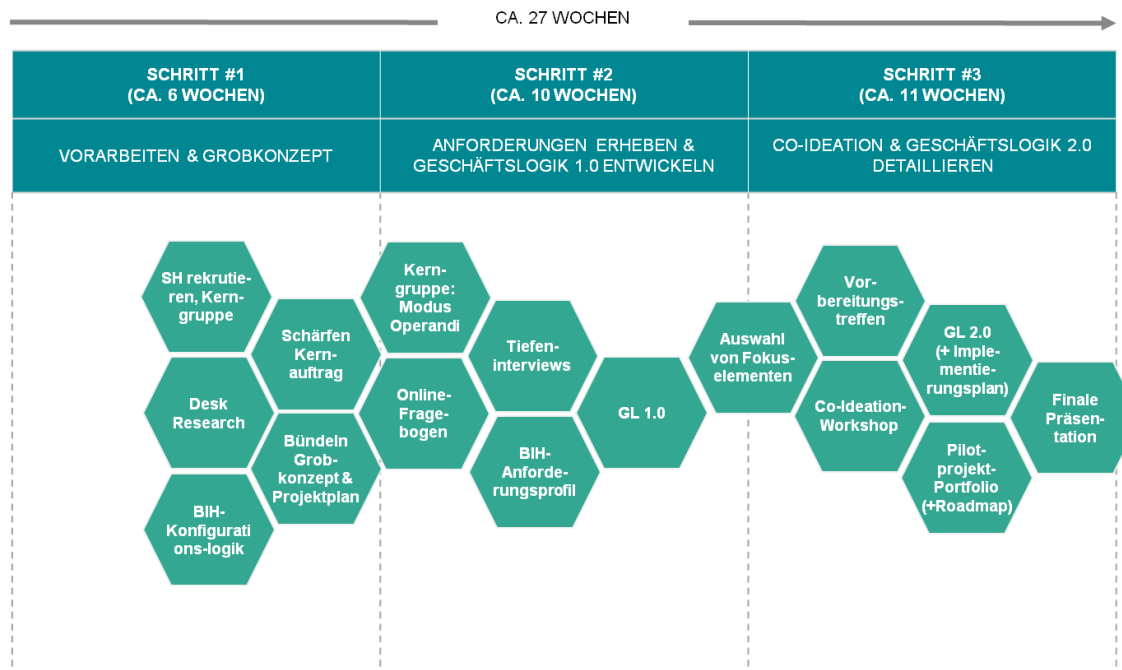 CA. 27 WOCHEN
SCHRITT #1
(CA. 6 WOCHEN)
SCHRITT #2
(CA. 10 WOCHEN)
SCHRITT #3
(CA. 11 WOCHEN)
VORARBEITEN & GROBKONZEPT
ANFORDERUNGEN ERHEBEN &
GESCHÄFTSLOGIK 1.0 ENTWICKELN
CO-IDEATION & GESCHÄFTSLOGIK 2.0
DETAILLIEREN
SH rekrutie-
ren, Kern-
gruppe
Desk
Research
BIH-
Konfigurati
ons-logik
Schärfen
Kern-
auftrag
Bündeln
Grob-
konzept &
Projektplan
Kern-
gruppe:
Modus
Operandi
Online-
Frage-
bogen
Tiefen-
interviews
BIH-
Anforde-
rungsprofil
GL 1.0
Auswahl
von Fokus-
elementen
Vor-
bereitungs-
treffen
Co-Ideation-
Workshop
GL 2.0
(+ Imple-
mentie-
rungsplan)
Pilot-
projekt-
Portfolio
(+Roadmap)
Finale
Präsen-
tation